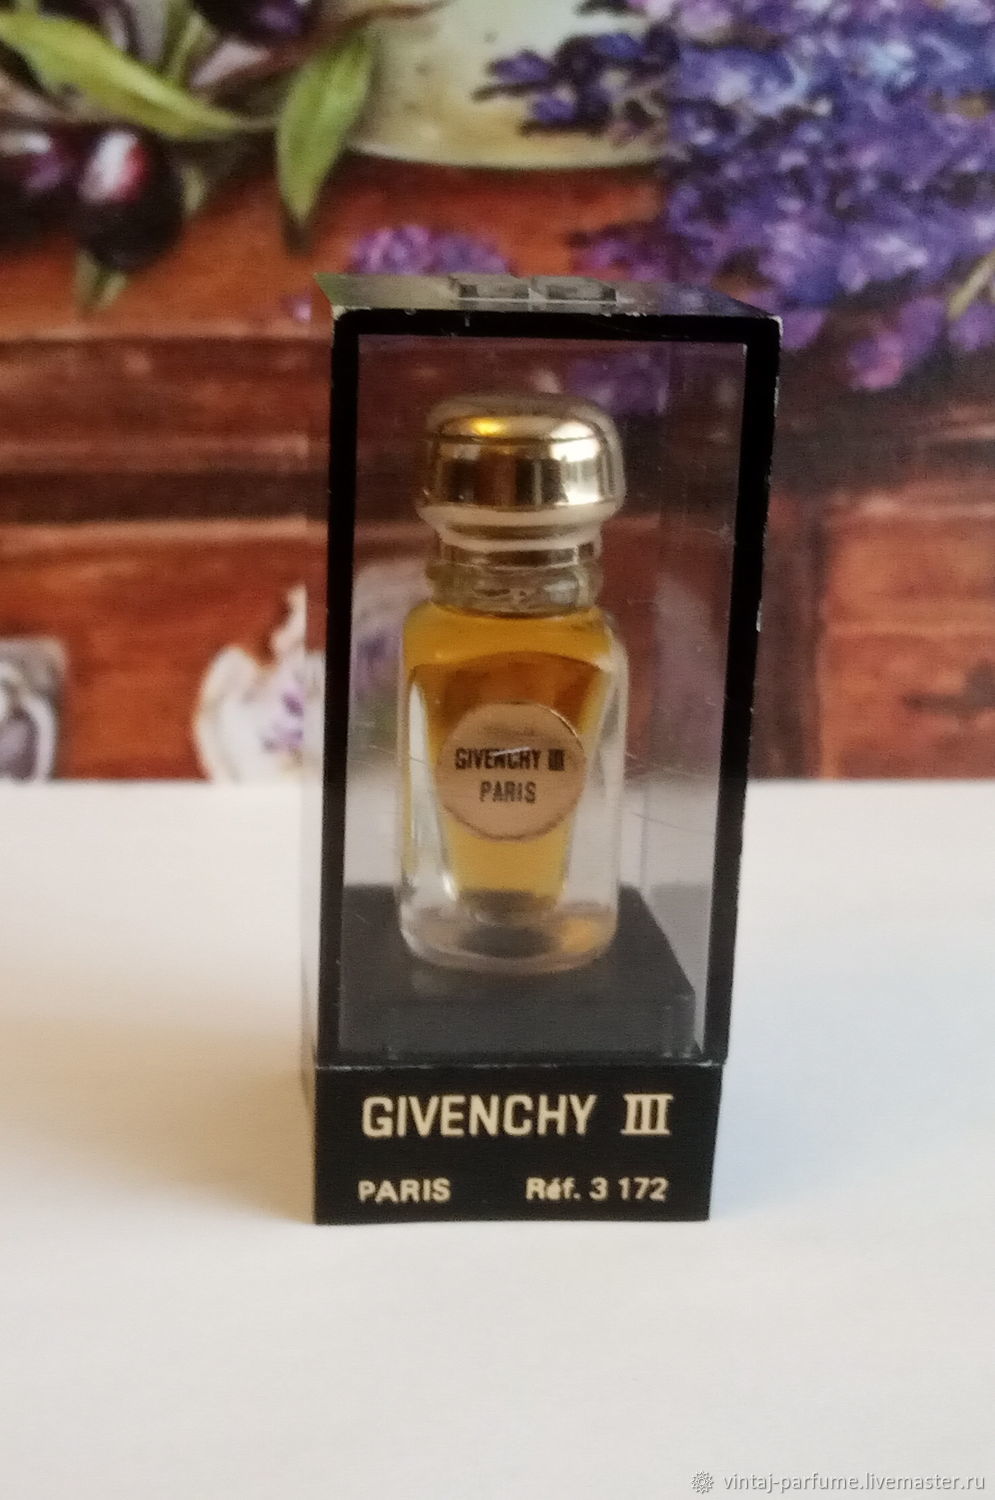 GIVENCHY III
PARIS
GIVENCHY III
PARIS Réf. 3 172
vintaj-parfume.livemaster.ru